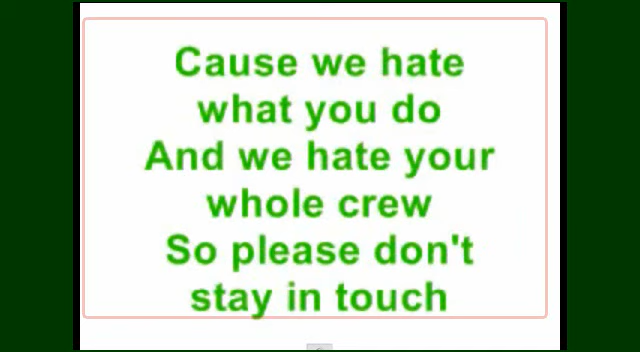 Cause we hate
what you do
And we hate your
whole crew
So please don't
stay in touch